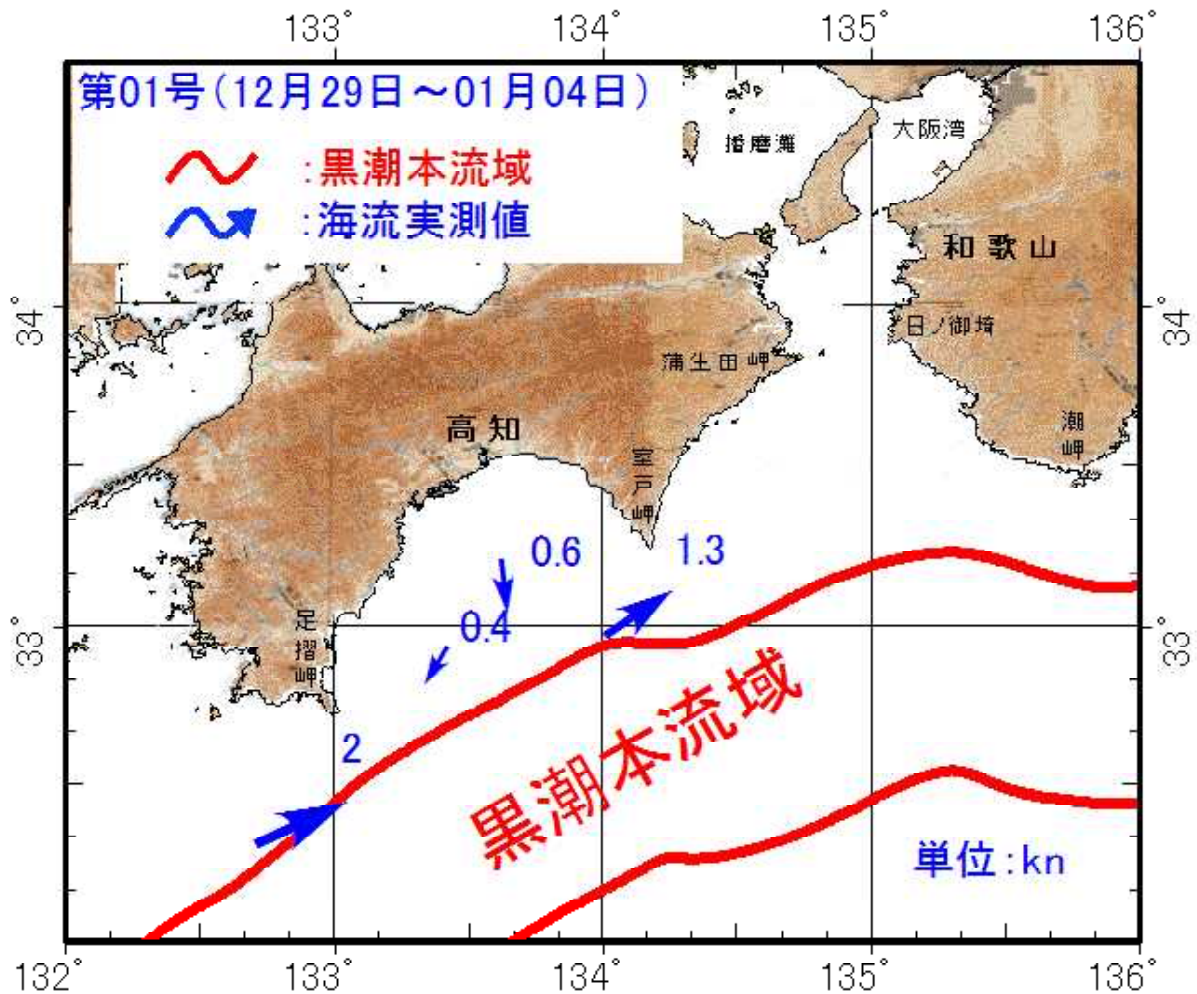 133° 134° 135° 136°
第01号(12月29日～01月04日)
:黒潮本流域
:海流実測値
播磨灘
大阪湾
和歌山
34° 34°
日ノ御埼
蒲生田岬
高知
潮岬
室戸岬
0.6 1.3
33° 33°
0.4
足摺岬
2
黒潮本流域
単位:kn
132° 133° 134° 135° 136°